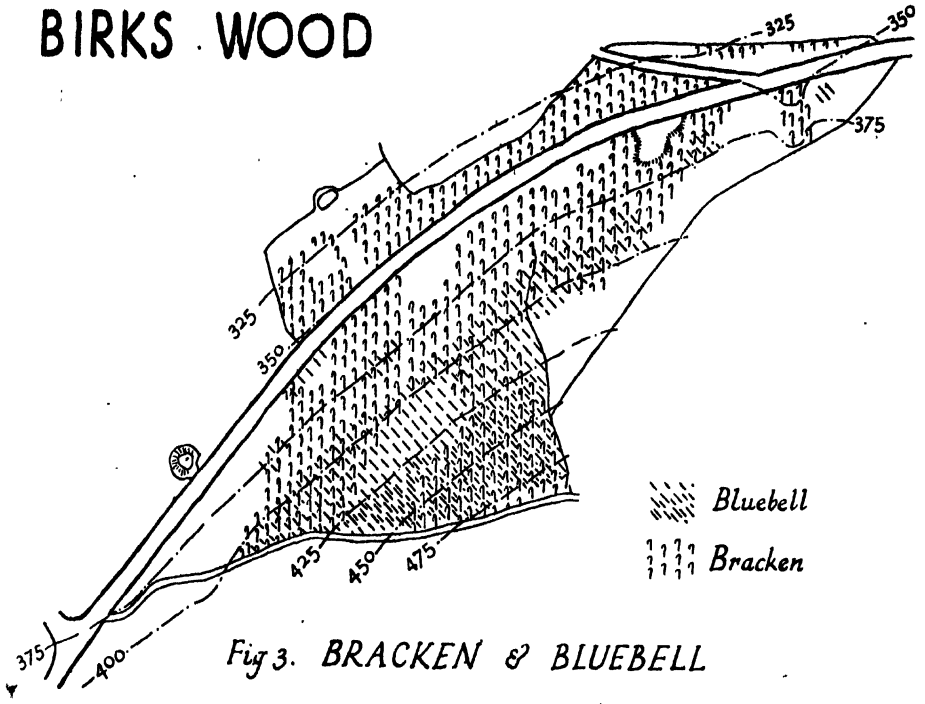 BIRKS WOOD
325
350
375
325
350
Bluebell
Bracken
425
450
475
375
400
Fig 3. BRACKEN & BLUEBELL